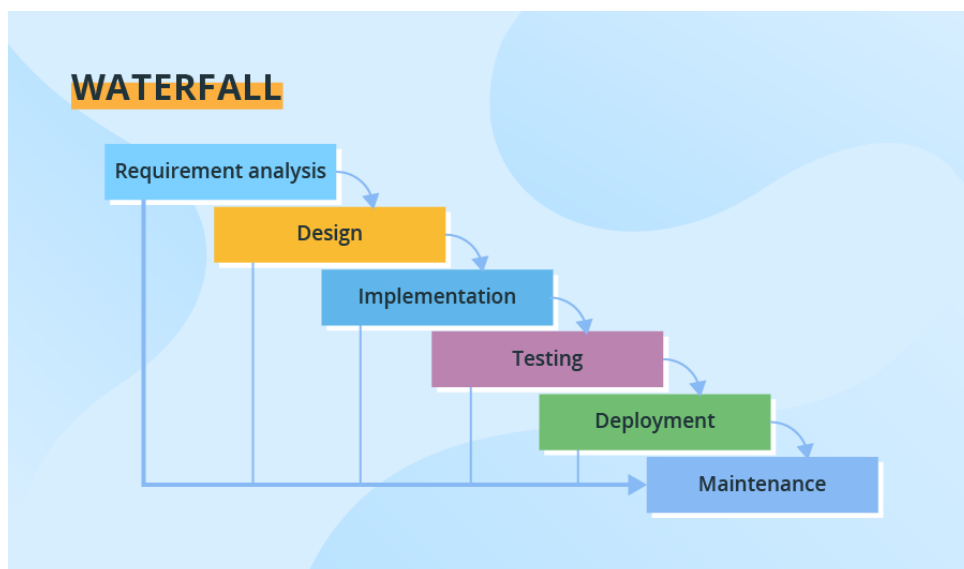 WATERFALL
Requirement analysis
Design
Implementation
Testing
Deployment
Maintenance